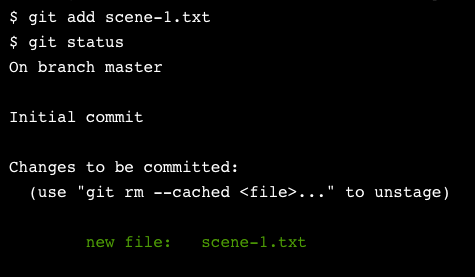 $ git add scene-1.txt
$ git status
On branch master
Initial commit
Changes to be committed:
(use "git rm --cached <file>..." to unstage)
new file: scene-1.txt